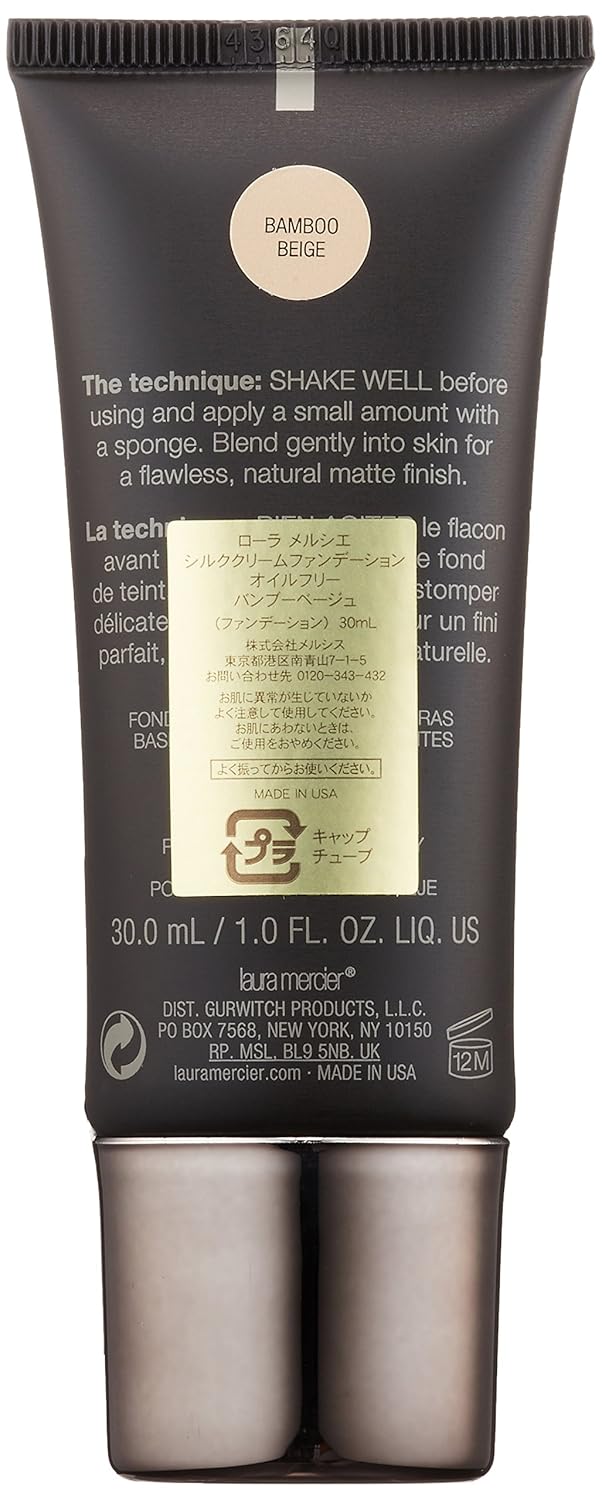 4364Q
BAMBOO
BEIGE
The technique: SHAKE WELL before
using and apply a small amount with
a sponge. Blend gently into skin for
a flawless, natural matte finish.
La le flacon
avant fond
de teint
délicate un fini
parfait,
ローラ メルシエ
シルククリームファンデーション
オイルフリー
バンブーベージュ
（ファンデーション） 30mL
株式会社メルシス
東京都港区南青山7-1-5
お問い合わせ先 0120-343-432
お肌に異常が生じていないか
よく注意して使用してください。
お肌にあわないときは、
ご使用をおやめください。
よく振ってからお使いください。
MADE IN USA
プラ
キャップ
チューブ
30.0 mL / 1.0 FL. OZ. LIQ. US
laura mercier®
DIST. GURWITCH PRODUCTS, L.L.C.
PO BOX 7568, NEW YORK, NY 10150
RP. MSL, BL9 5NB. UK
lauramercier.com · MADE IN USA
12M